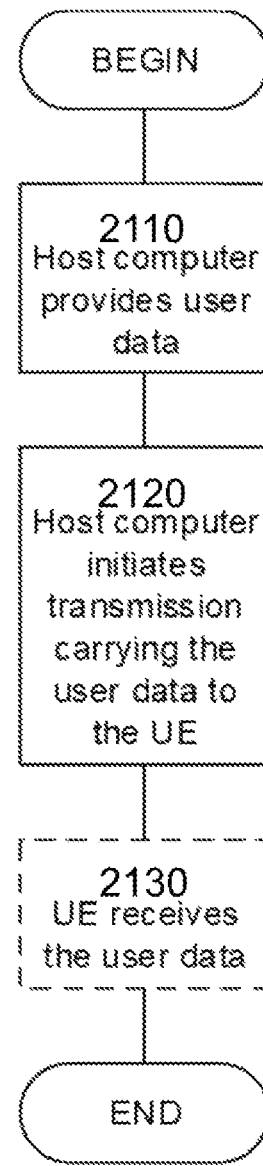 BEGIN
2110
Host computer
provides user
data
2120
Host computer
initiates
transmission
carrying the
user data to
the UE
2130
UE receives
the user data
END